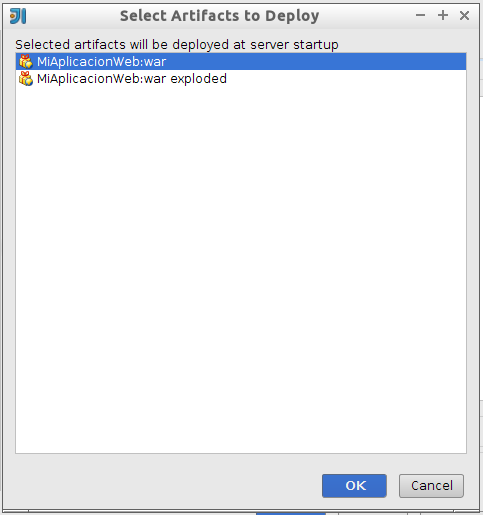 Select Artifacts to Deploy
Selected artifacts will be deployed at server startup
MiAplicacionWeb:war
MiAplicacionWeb:war exploded
OK
Cancel